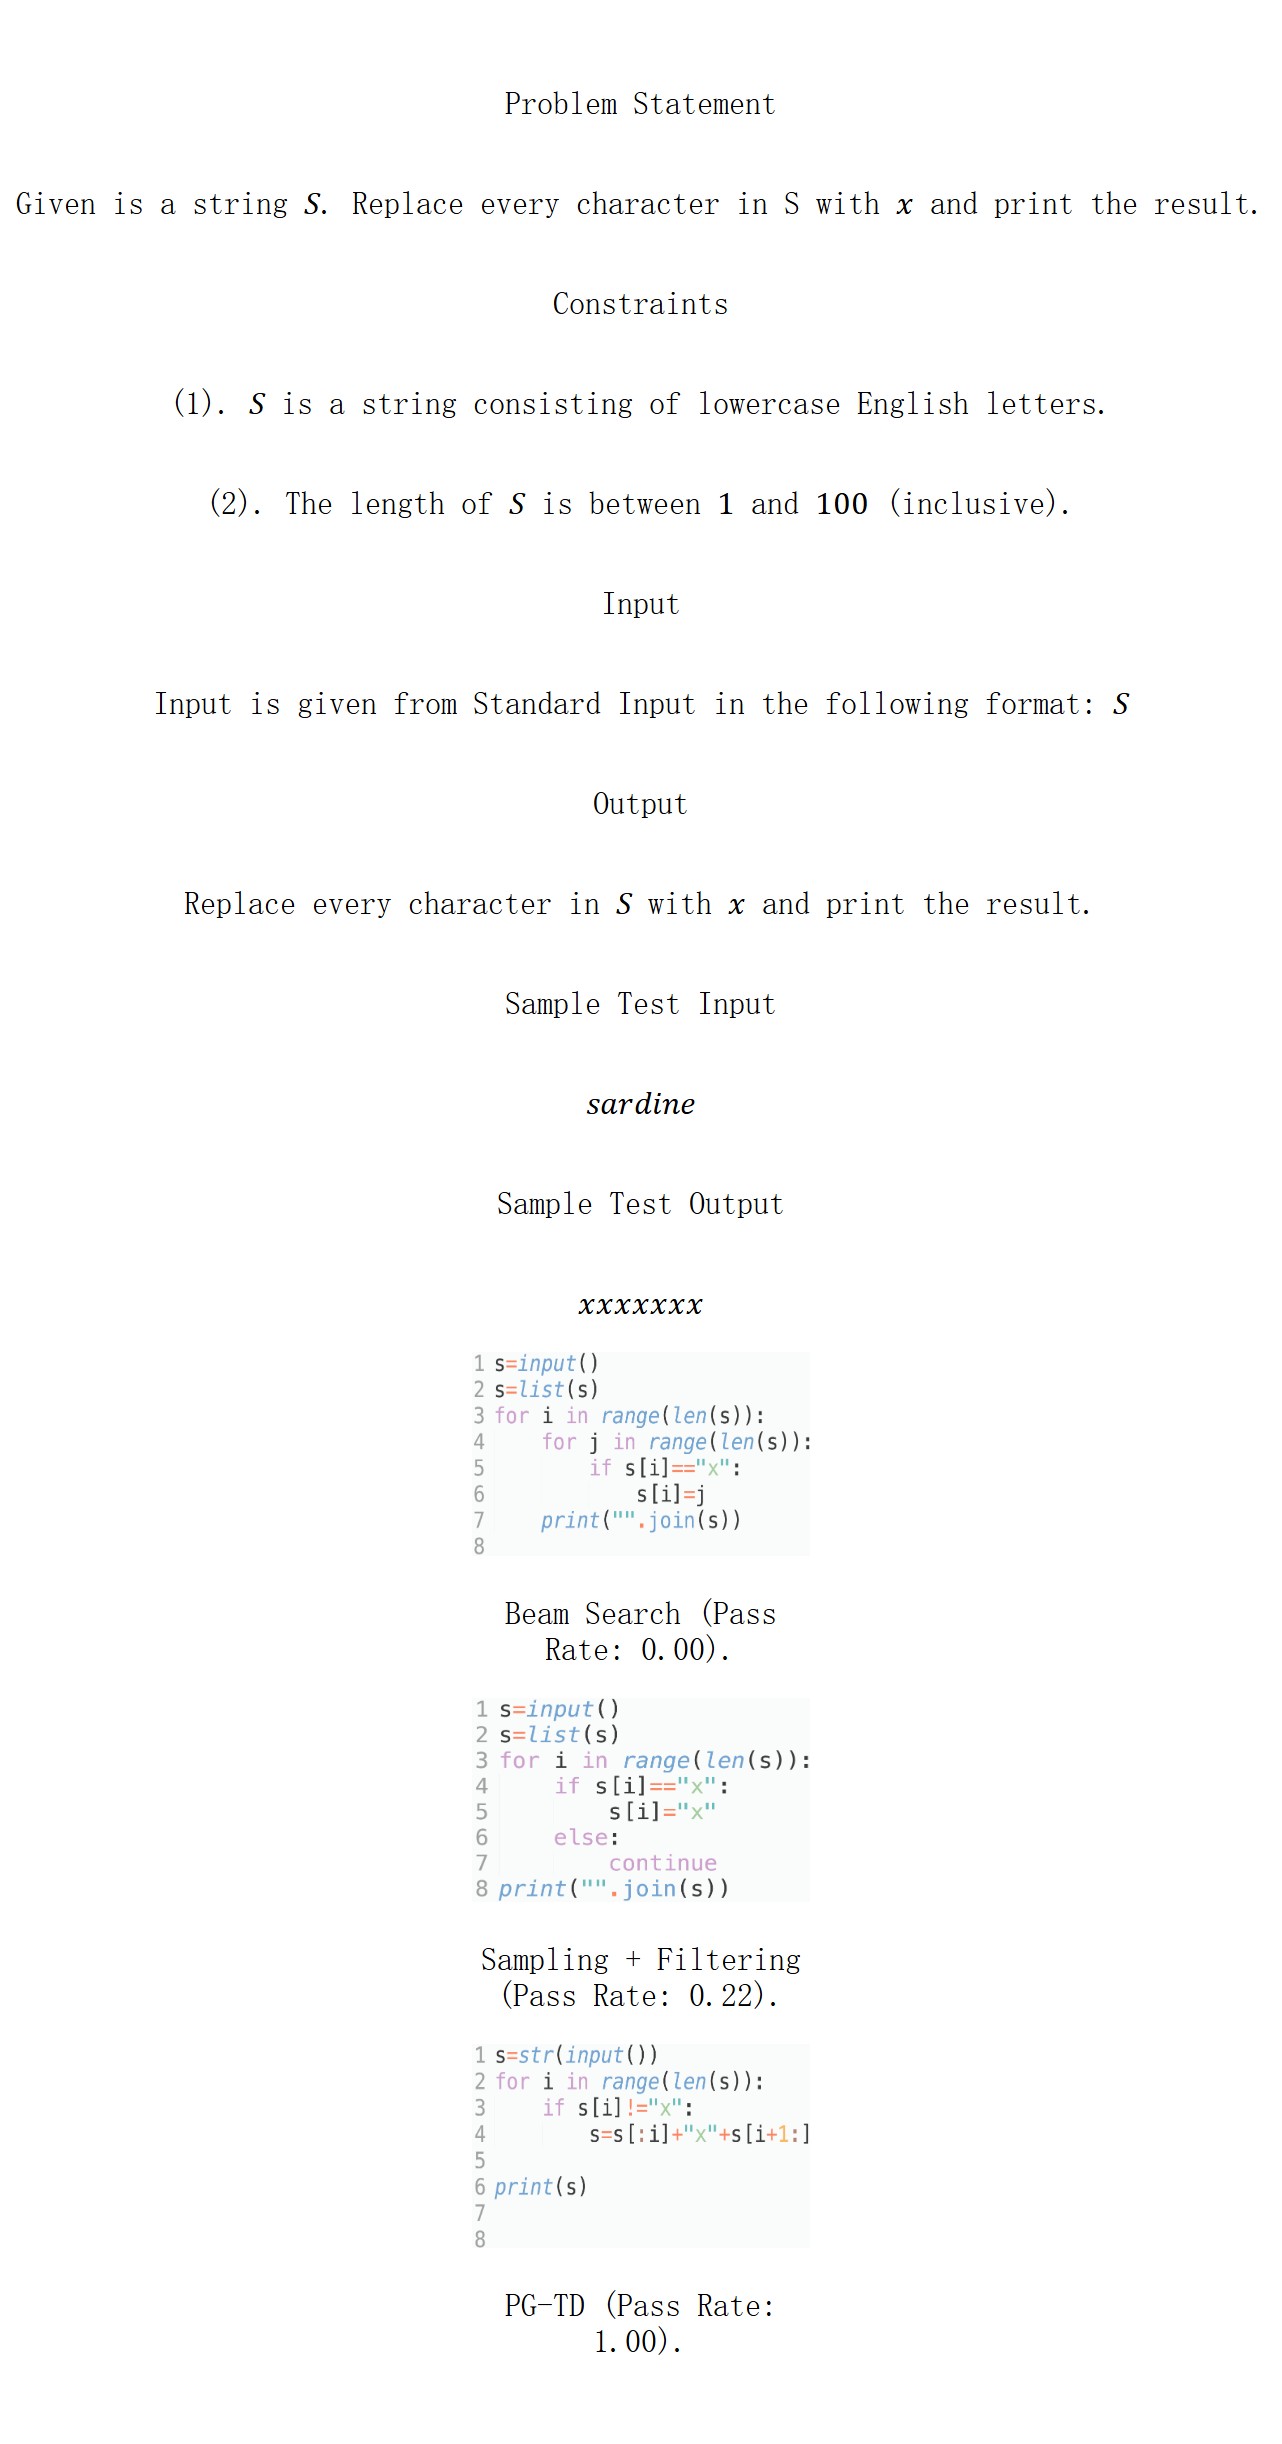 Problem Statement
Given is a string S. Replace every character in S with x and print the result.
Constraints
(1). S is a string consisting of lowercase English letters.
(2). The length of S is between 1 and 100 (inclusive).
Input
Input is given from Standard Input in the following format: S
Output
Replace every character in S with x and print the result.
Sample Test Input
sardine
Sample Test Output
xxxxxxx
1 s=input()
2 s=list(s)
3 for i in range(len(s)):
4     for j in range(len(s)):
5         if s[i]=="x":
6             s[i]=j
7     print("".join(s))
8
Beam Search (Pass
Rate: 0.00).
1 s=input()
2 s=list(s)
3 for i in range(len(s)):
4     if s[i]=="x":
5         s[i]="x"
6     else:
7         continue
8 print("".join(s))
Sampling + Filtering
(Pass Rate: 0.22).
1 s=str(input())
2 for i in range(len(s)):
3     if s[i]!="x":
4         s=s[:i]+"x"+s[i+1:]
5
6 print(s)
7
8
PG-TD (Pass Rate:
1.00).